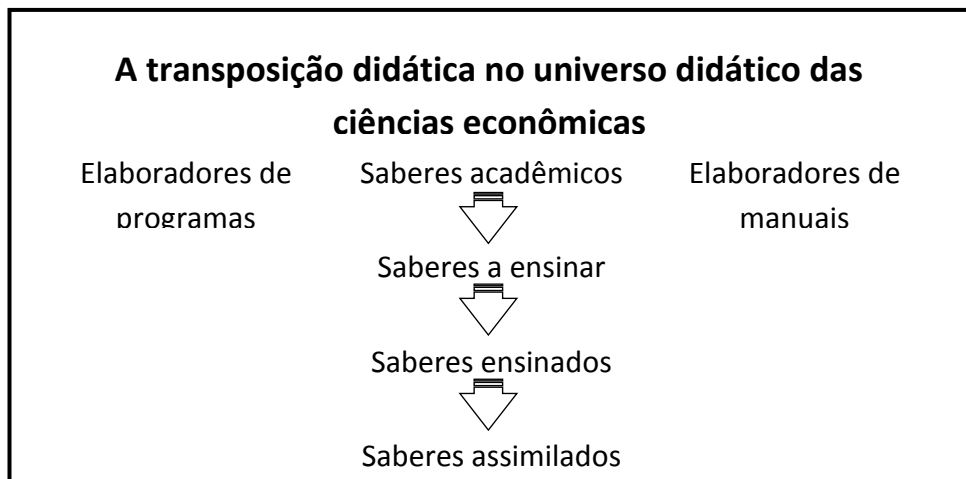 A transposição didática no universo didático das
ciências econômicas
Elaboradores de Saberes acadêmicos Elaboradores de
programas manuais
Saberes a ensinar
Saberes ensinados
Saberes assimilados